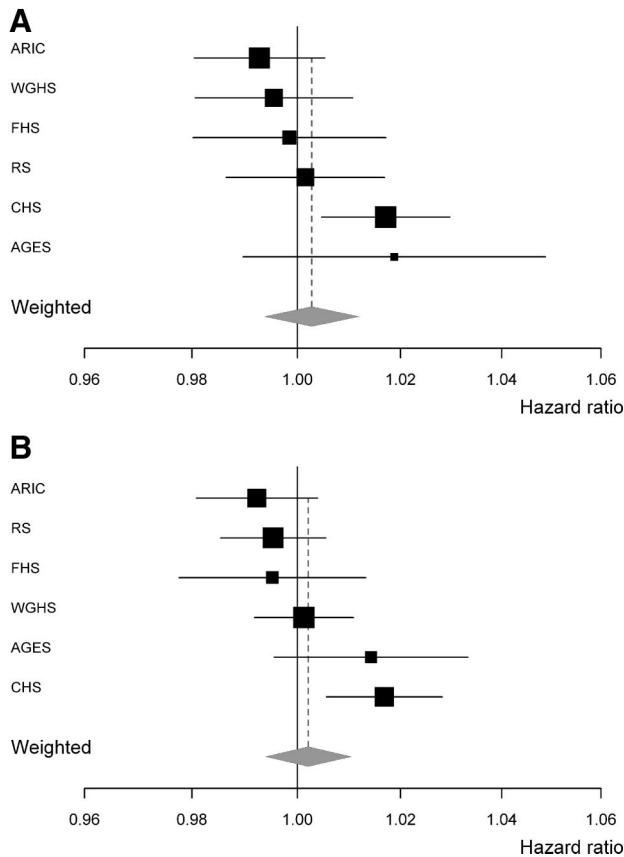 A
ARIC
WGHS
FHS
RS
CHS
AGES
Weighted
0.96 0.98 1.00 1.02 1.04 1.06
Hazard ratio
B
ARIC
RS
FHS
WGHS
AGES
CHS
Weighted
0.96 0.98 1.00 1.02 1.04 1.06
Hazard ratio